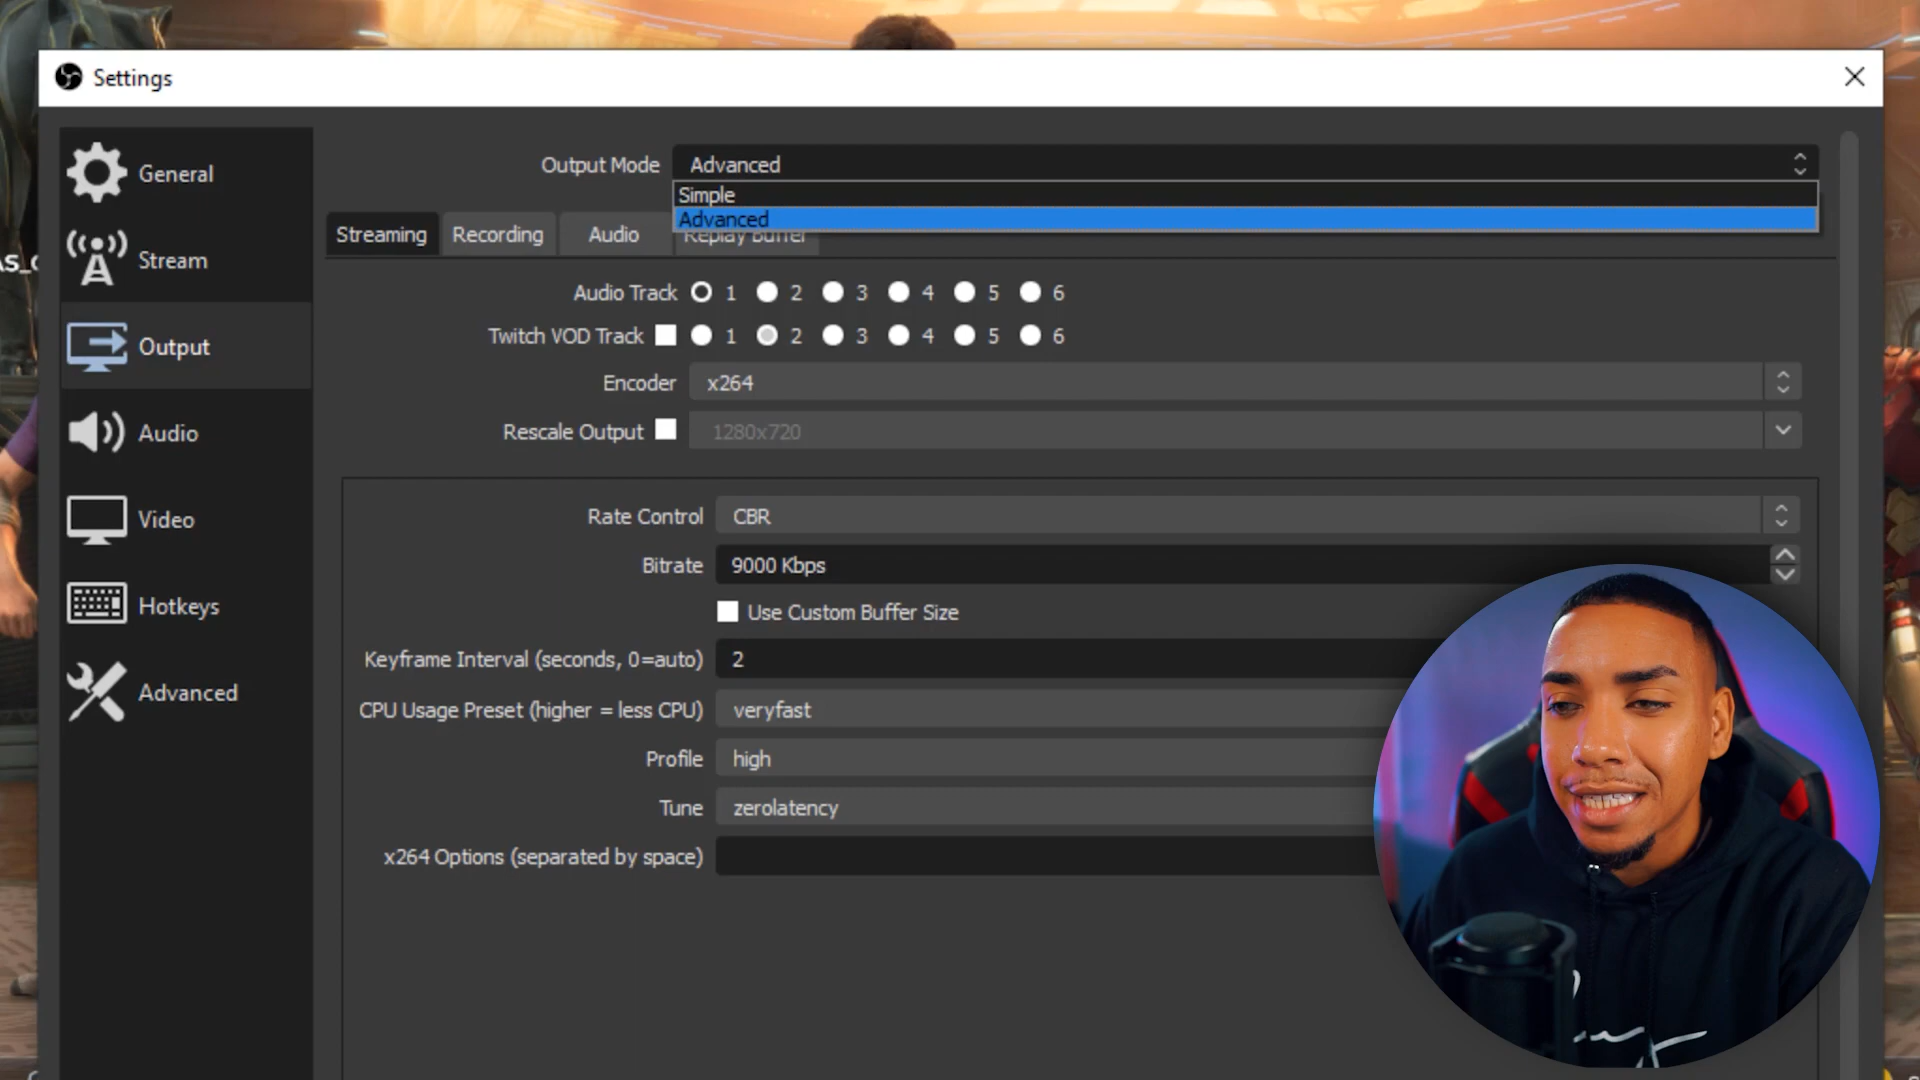 Settings
General
Stream
Output
Audio
Video
Hotkeys
Advanced
Output Mode Advanced
Simple
Advanced
Streaming Recording Audio Replay Buffer
Audio Track 1 2 3 4 5 6
Twitch VOD Track 1 2 3 4 5 6
Encoder x264
Rescale Output 1280x720
Rate Control CBR
Bitrate 9000 Kbps
Use Custom Buffer Size
Keyframe Interval (seconds, 0=auto) 2
CPU Usage Preset (higher = less CPU) veryfast
Profile high
Tune zerolatency
x264 Options (separated by space)